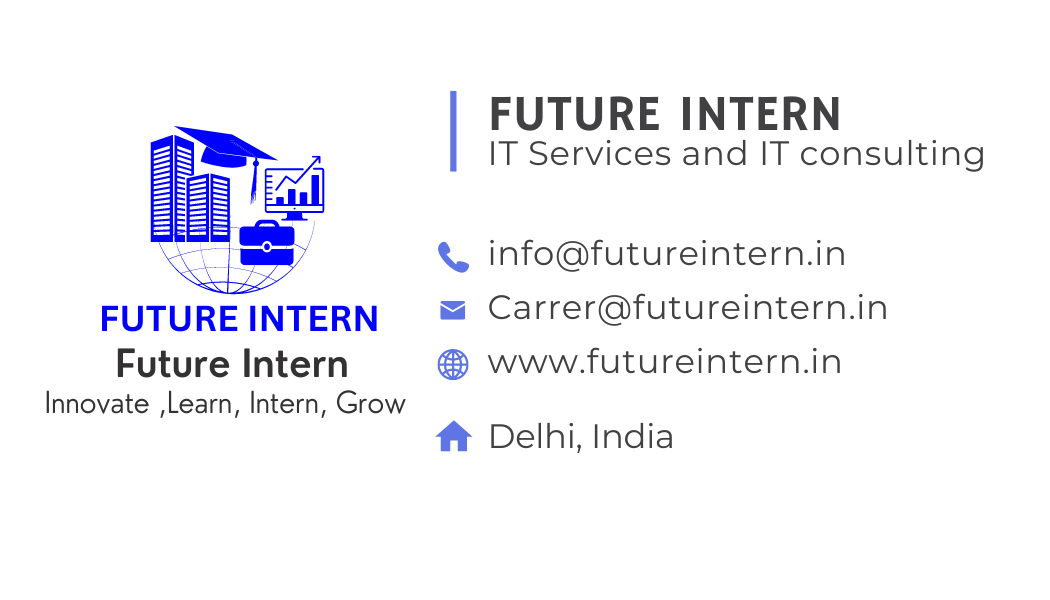 FUTURE INTERN
Future Intern
Innovate ,Learn, Intern, Grow
FUTURE INTERN
IT Services and IT consulting
info@futureintern.in
Carrer@futureintern.in
www.futureintern.in
Delhi, India